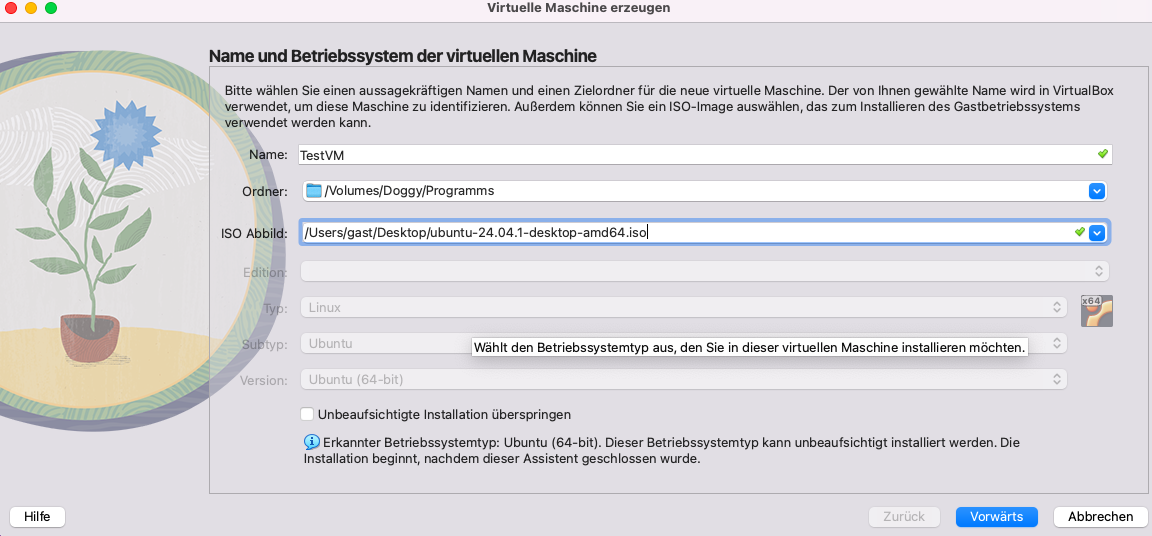 Virtuelle Maschine erzeugen
Name und Betriebssystem der virtuellen Maschine
Bitte wählen Sie einen aussagekräftigen Namen und einen Zielordner für die neue virtuelle Maschine. Der von Ihnen gewählte Name wird in VirtualBox
verwendet, um diese Maschine zu identifizieren. Außerdem können Sie ein ISO-Image auswählen, das zum Installieren des Gastbetriebssystems
verwendet werden kann.
Name: TestVM
Ordner: /Volumes/Doggy/Programms
ISO Abbild: /Users/gast/Desktop/ubuntu-24.04.1-desktop-amd64.iso
Edition:
Typ: Linux x64
Subtyp: Ubuntu
Wählt den Betriebssystemtyp aus, den Sie in dieser virtuellen Maschine installieren möchten.
Version: Ubuntu (64-bit)
Unbeaufsichtigte Installation überspringen
Erkannter Betriebssystemtyp: Ubuntu (64-bit). Dieser Betriebssystemtyp kann unbeaufsichtigt installiert werden. Die
Installation beginnt, nachdem dieser Assistent geschlossen wurde.
Hilfe Zurück Vorwärts Abbrechen